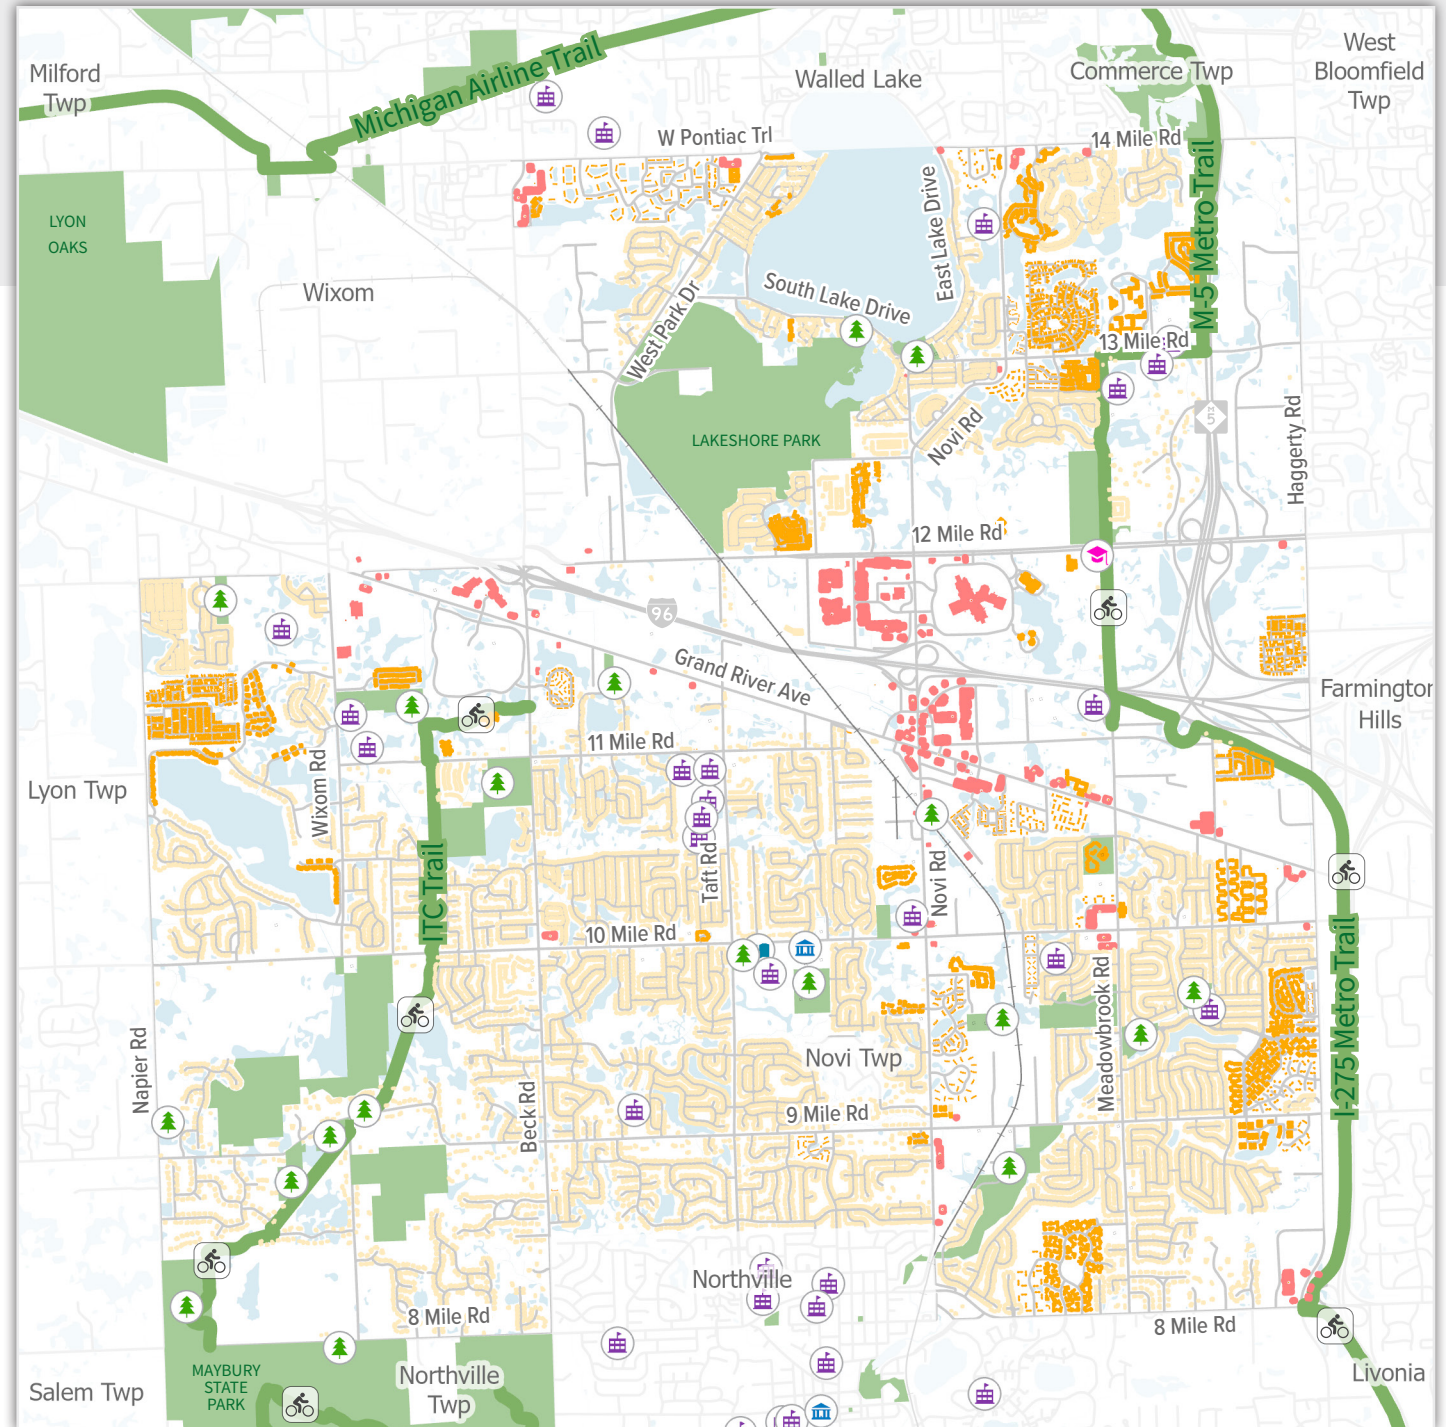 West
Bloomfield
Twp
Milford
Twp
Michigan Airline Trail
Walled Lake
Commerce Twp
W Pontiac Trl
14 Mile Rd
M-5 Metro Trail
LYON
OAKS
East Lake Drive
Wixom
South Lake Drive
West Park Dr
13 Mile Rd
M
5
LAKESHORE PARK
Novi Rd
Haggerty Rd
12 Mile Rd
96
Grand River Ave
Farmington
Hills
11 Mile Rd
Lyon Twp
Wixom Rd
ITC Trail
Taft Rd
Novi Rd
10 Mile Rd
Meadowbrook Rd
I-275 Metro Trail
Napier Rd
Novi Twp
Beck Rd
9 Mile Rd
Northville
8 Mile Rd
8 Mile Rd
MAYBURY
STATE
PARK
Northville
Twp
Salem Twp
Livonia